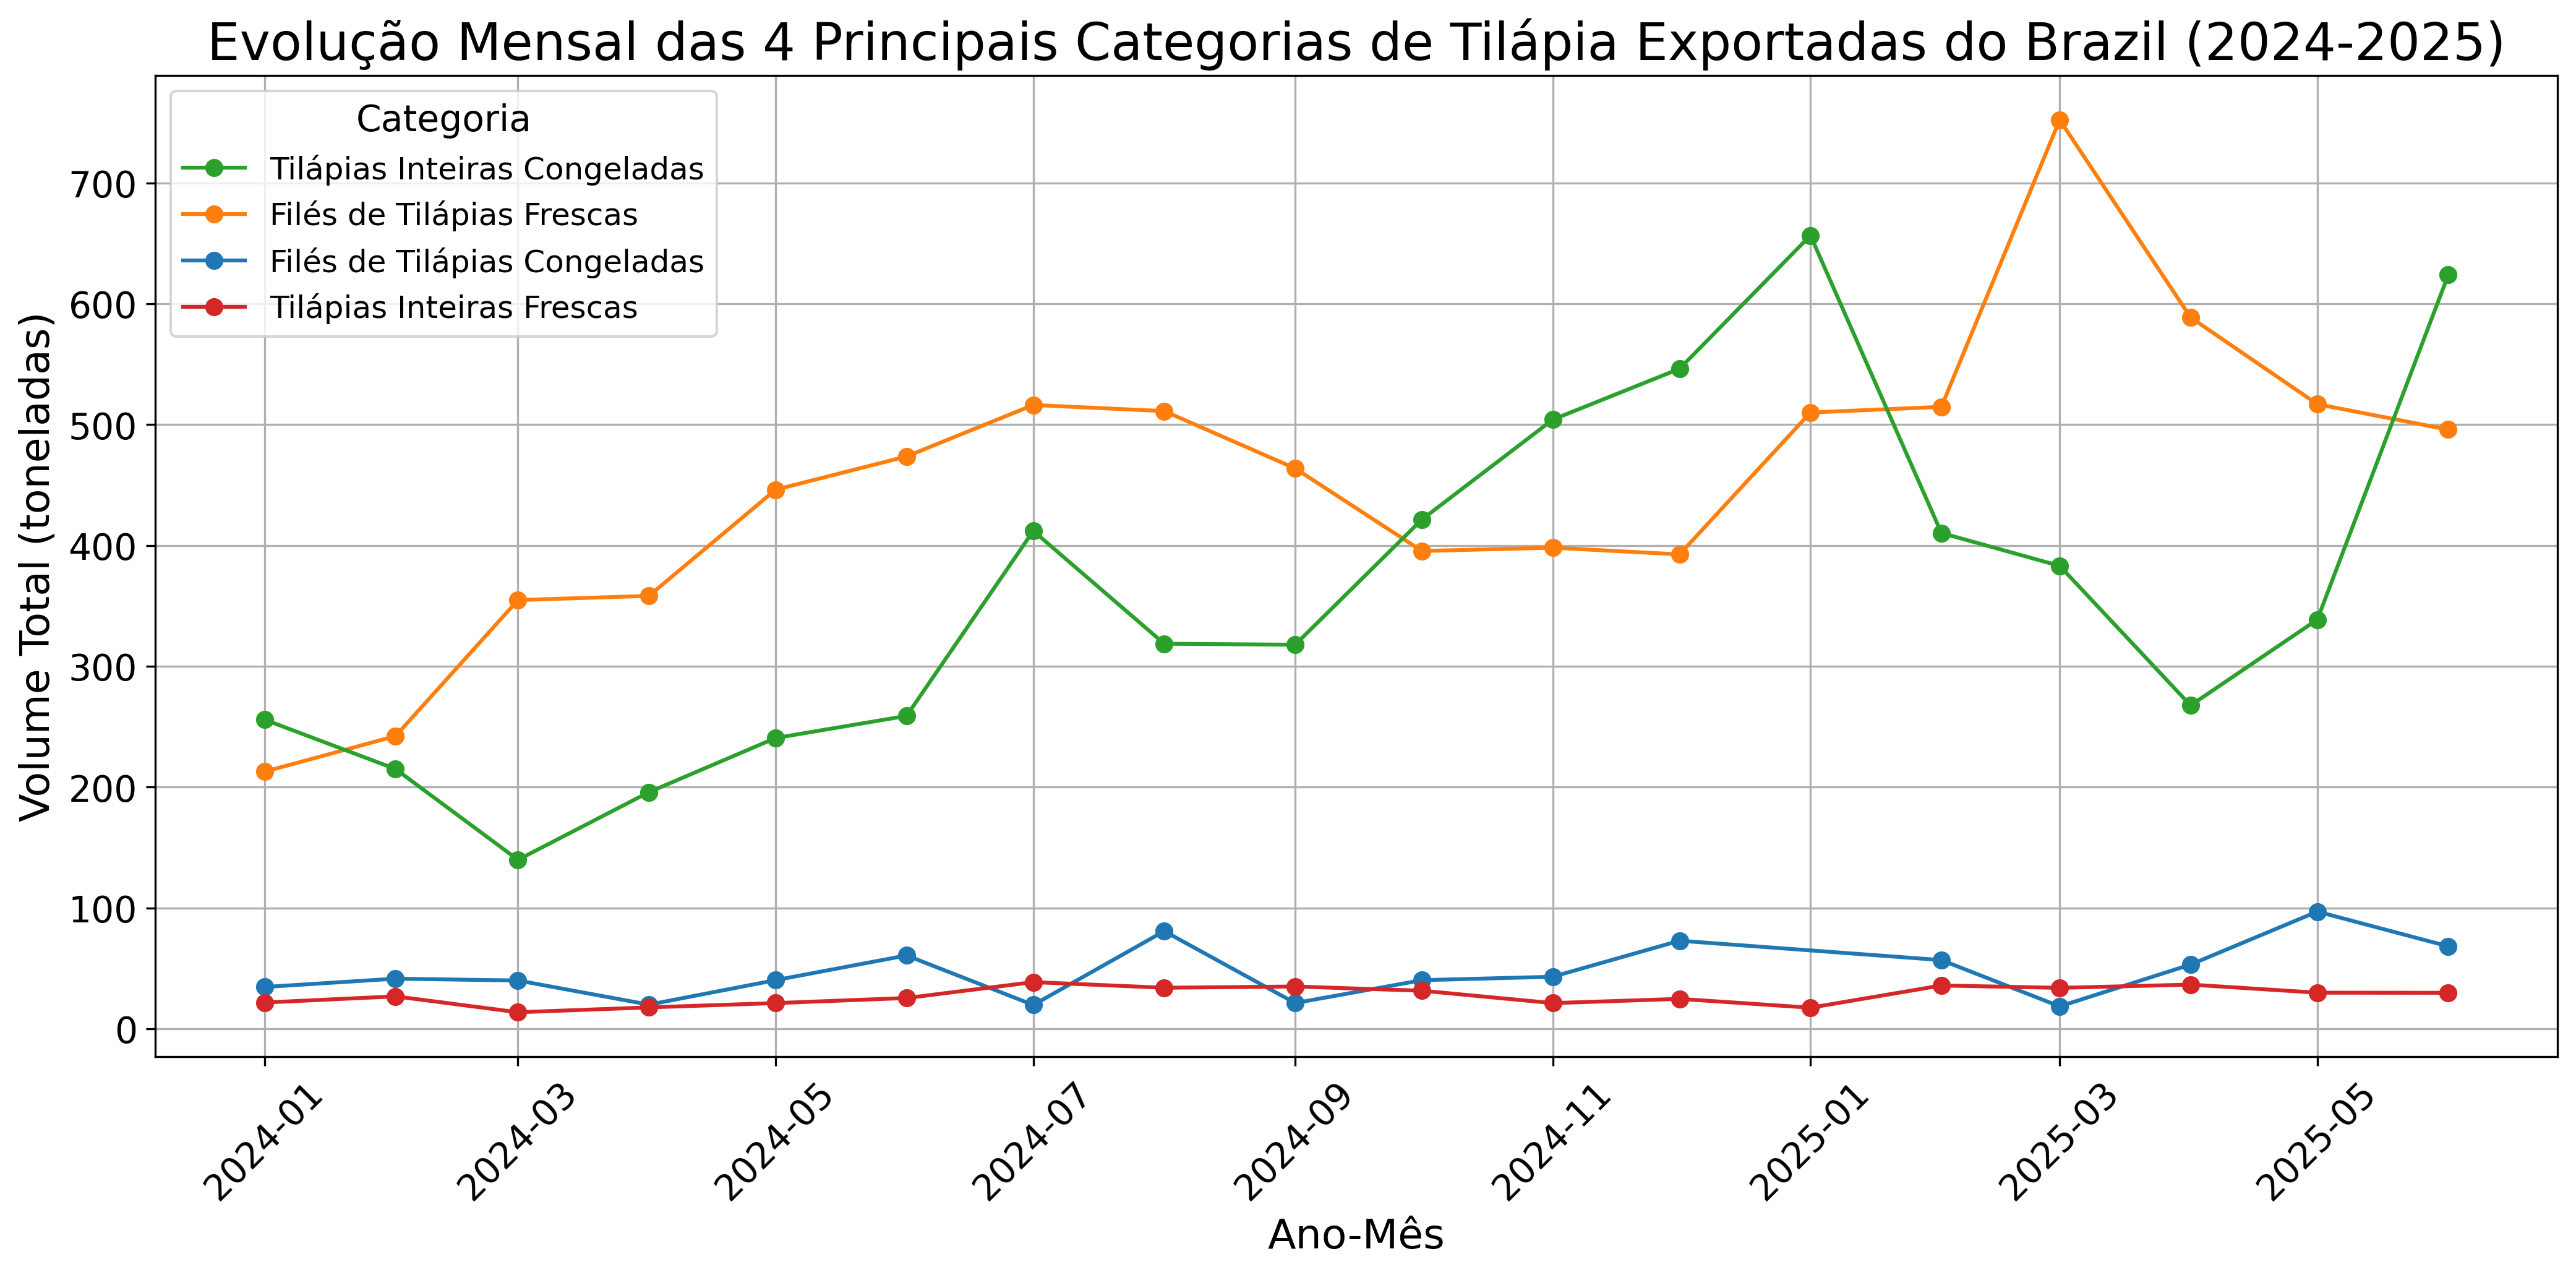 Evolução Mensal das 4 Principais Categorias de Tilápia Exportadas do Brazil (2024-2025)
Categoria
Tilápias Inteiras Congeladas
Filés de Tilápias Frescas
Filés de Tilápias Congeladas
Tilápias Inteiras Frescas
Volume Total (toneladas)
700
600
500
400
300
200
100
0
2024-01
2024-03
2024-05
2024-07
2024-09
2024-11
2025-01
2025-03
2025-05
Ano-Mês